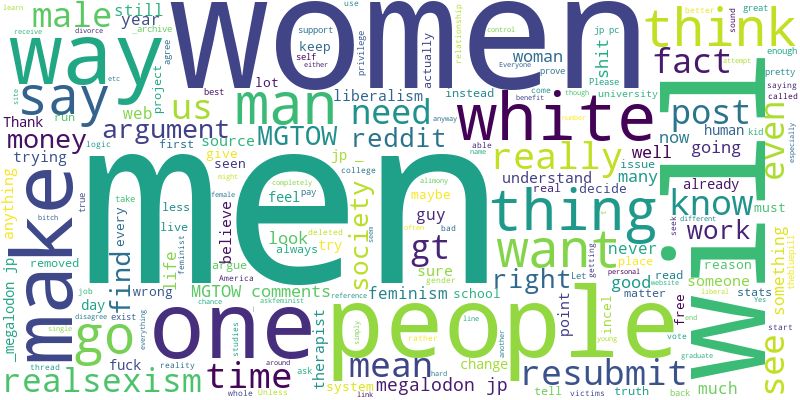 learn
male
still
year
_archive
use
receive
divorce
agree
privilege
support
keep
self
either
actually
relationship
control
woman
Everyone
prove
jp pc
sound
better
great
shit
Please
think
way
women
etc
project
lot
best
us
man
liberalism
instead
come
benefit
though
university
fact
enough
pretty
saying
called
attempt
say
web
need
white
post
site
run
Thank
argument
MGTOW
reddit
now
human
kid
even
money
logic
first
source
able
name
anyway
number
going
especially
trying
give
jp _
really
understand
issue
well
seen
college
many
will
anything
true
night
completely
real
decide
already
men
thing
know
must
make
take
female
feel
pay
alimony
society
maybe
guy
bad
often
different
bitch
every
less
live
believe
deleted
seem
gt
want
never
seek
work
something
feminist
look
always
try
sure
gender
getting
place
reason
thebluepill
_megalodon jp
removed
find
life
argue
America
right
Let
personal
good
read
someone
job
day
wrong
MGTOW comments
askfeminist
feminism
school
point
incel
matter
website
stats
see
liberal
Yes
go
one
people
reference
chance
free
single
disagree
exist
everything
studies
therapist
simply
line
rather
another
young
vote
end
start
thread
fuck
reality
around
ask
time
mean
change
resubmit
graduate
realsexism
whole
Unless
system
link
hard
megalodon jp
tell
victims
truth
back
much